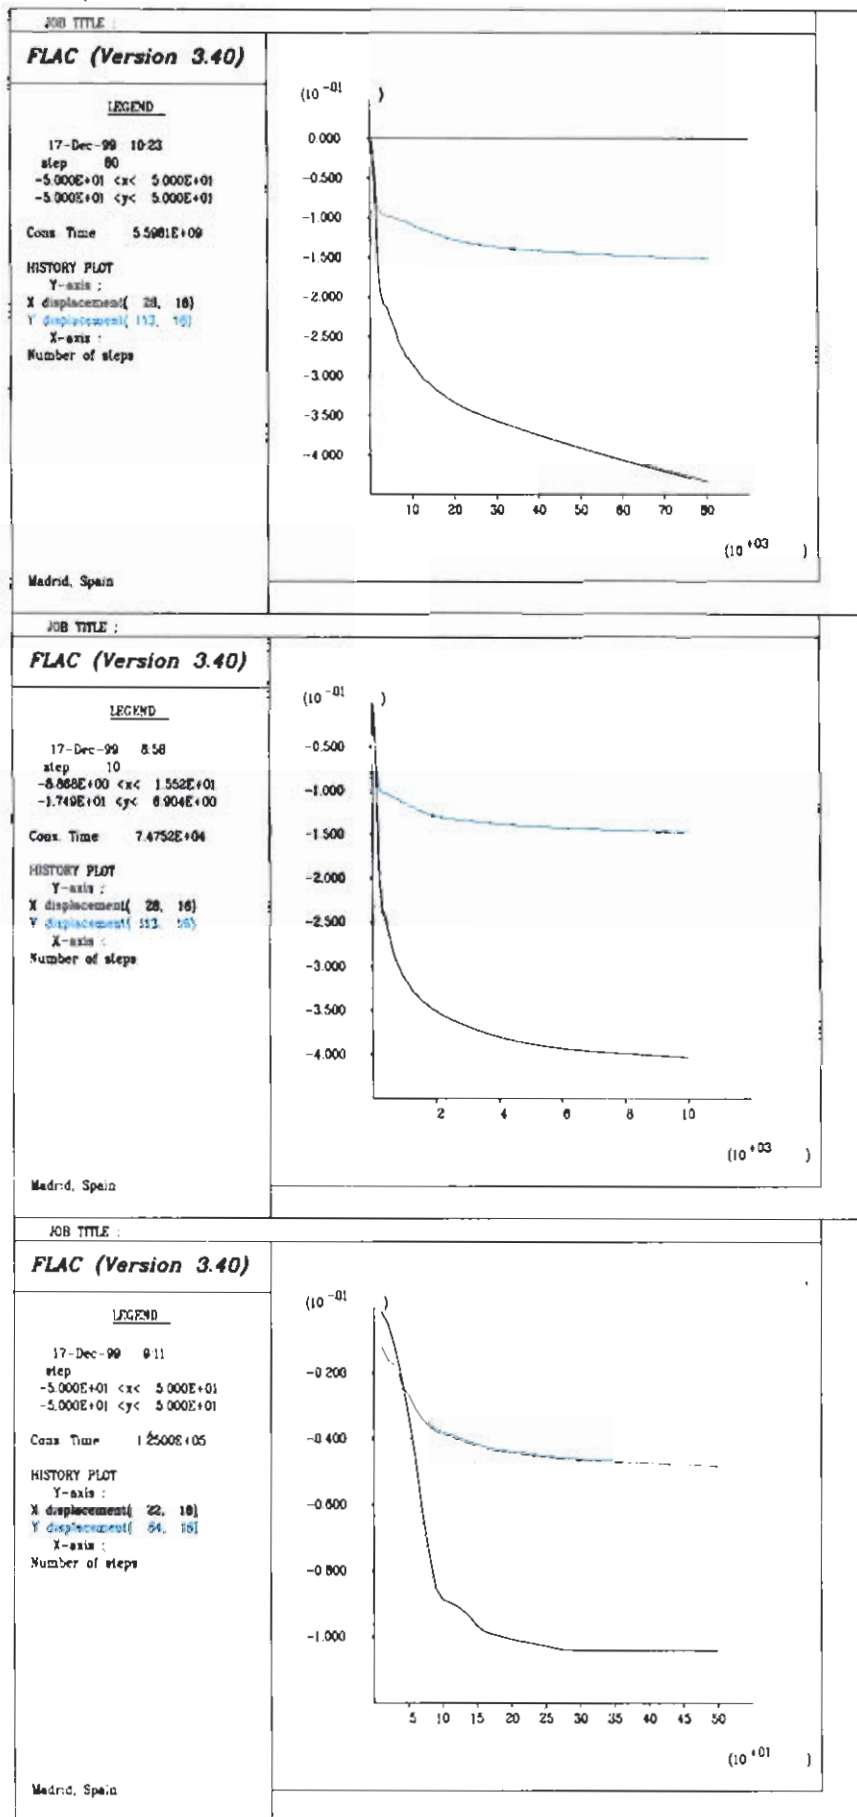 JOB TITLE :
FLAC (Version 3.40)
LEGEND
17-Dec-99 10:23
step 80
-5.000E+01 <x< 5.000E+01
-5.000E+01 <y< 5.000E+01
Cons. Time 5.5981E+09
HISTORY PLOT
Y-axis :
X displacement( 28, 16)
Y displacement( 113, 16)
X-axis :
Number of steps
Madrid, Spain
(10 -01 )
0.000
-0.500
-1.000
-1.500
-2.000
-2.500
-3.000
-3.500
-4.000
10 20 30 40 50 60 70 80
(10 +03 )
JOB TITLE :
FLAC (Version 3.40)
LEGEND
17-Dec-99 8:58
step 10
-8.868E+00 <x< 1.552E+01
-1.749E+01 <y< 6.904E+00
Cons. Time 7.4752E+04
HISTORY PLOT
Y-axis :
X displacement( 28, 16)
Y displacement( 113, 16)
X-axis :
Number of steps
Madrid, Spain
(10 -01 )
-0.500
-1.000
-1.500
-2.000
-2.500
-3.000
-3.500
-4.000
2 4 6 8 10
(10 +03 )
JOB TITLE :
FLAC (Version 3.40)
LEGEND
17-Dec-99 9:11
step
-5.000E+01 <x< 5.000E+01
-5.000E+01 <y< 5.000E+01
Cons. Time 1.2500E+05
HISTORY PLOT
Y-axis :
X displacement( 22, 16)
Y displacement( 64, 16)
X-axis :
Number of steps
Madrid, Spain
(10 -01 )
-0.200
-0.400
-0.600
-0.800
-1.000
5 10 15 20 25 30 35 40 45 50
(10 +01 )